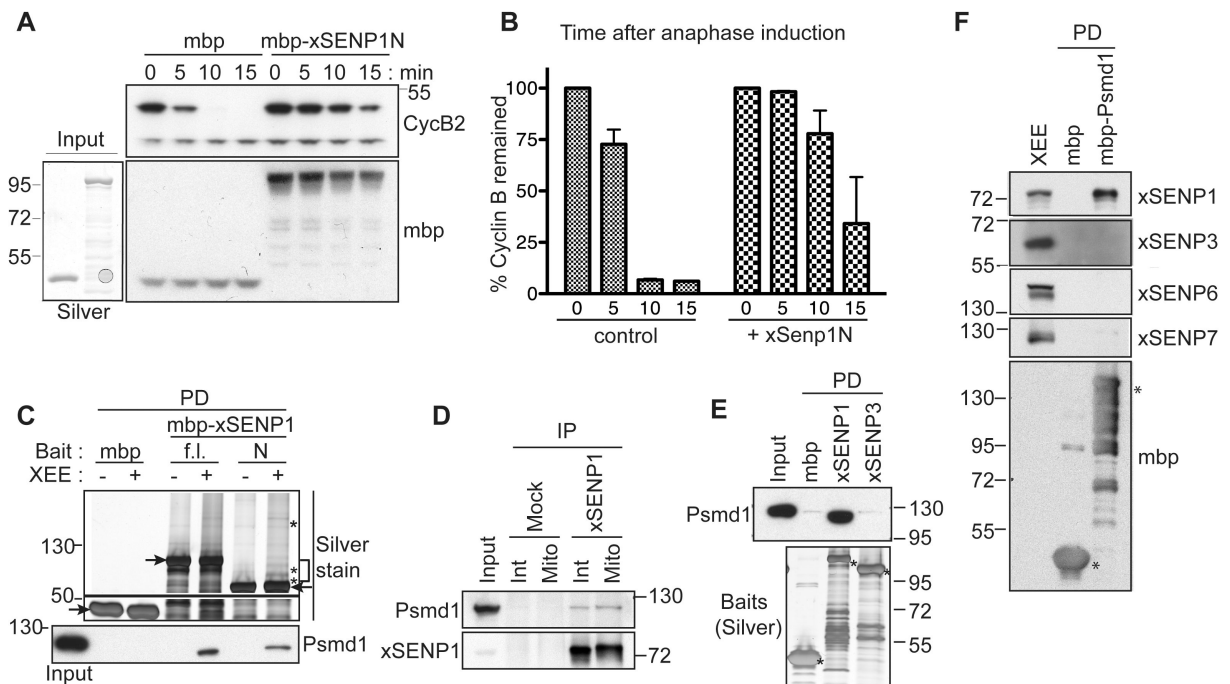 A
mbp
mbp-xSENP1N
0 5 10 15 0 5 10 15 : min
55
CycB2
Input
95
72
55
mbp
Silver
B
Time after anaphase induction
% Cyclin B remained
100
75
50
25
0
0 5 10 15 0 5 10 15
control
+ xSenp1N
C
PD
mbp-xSENP1
Bait : mbp f.l. N
XEE : - + - + - +
130
50
130
*
*
*
Silver
stain
Psmd1
Input
D
IP
Mock
xSENP1
Input
Int
Mito
Int
Mito
Psmd1
130
xSENP1
72
E
PD
Input
mbp
xSENP1
xSENP3
Psmd1
130
95
Baits
(Silver)
95
72
55
*
*
*
F
PD
XEE
mbp
mbp-Psmd1
72
xSENP1
72
xSENP3
55
xSENP6
130
130
xSENP7
130
*
95
mbp
72
55
*